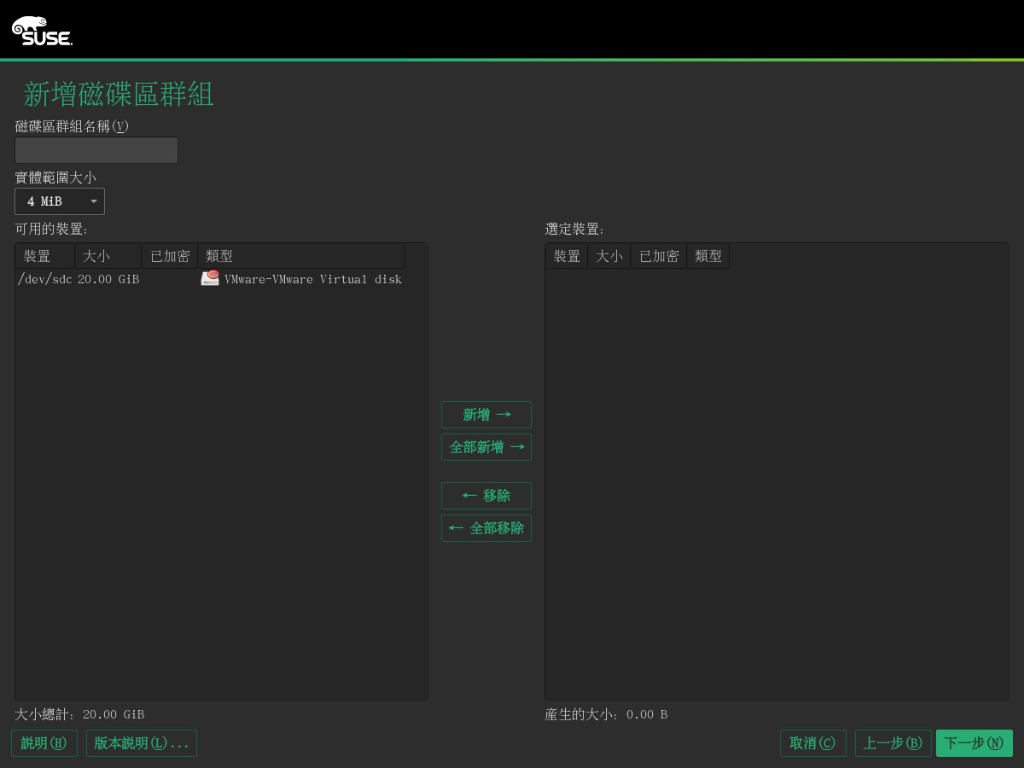 SUSE
新增磁碟區群組
磁碟區群組名稱(V)
實體範圍大小
4 MiB
可用的裝置:
選定裝置:
裝置 大小 已加密 類型
裝置 大小 已加密 類型
/dev/sdc 20.00 GiB VMware-VMware Virtual disk
新增 →
全部新增 →
← 移除
← 全部移除
大小總計: 20.00 GiB
產生的大小: 0.00 B
說明(H) 版本說明(L)... 取消(C) 上一步(B) 下一步(N)